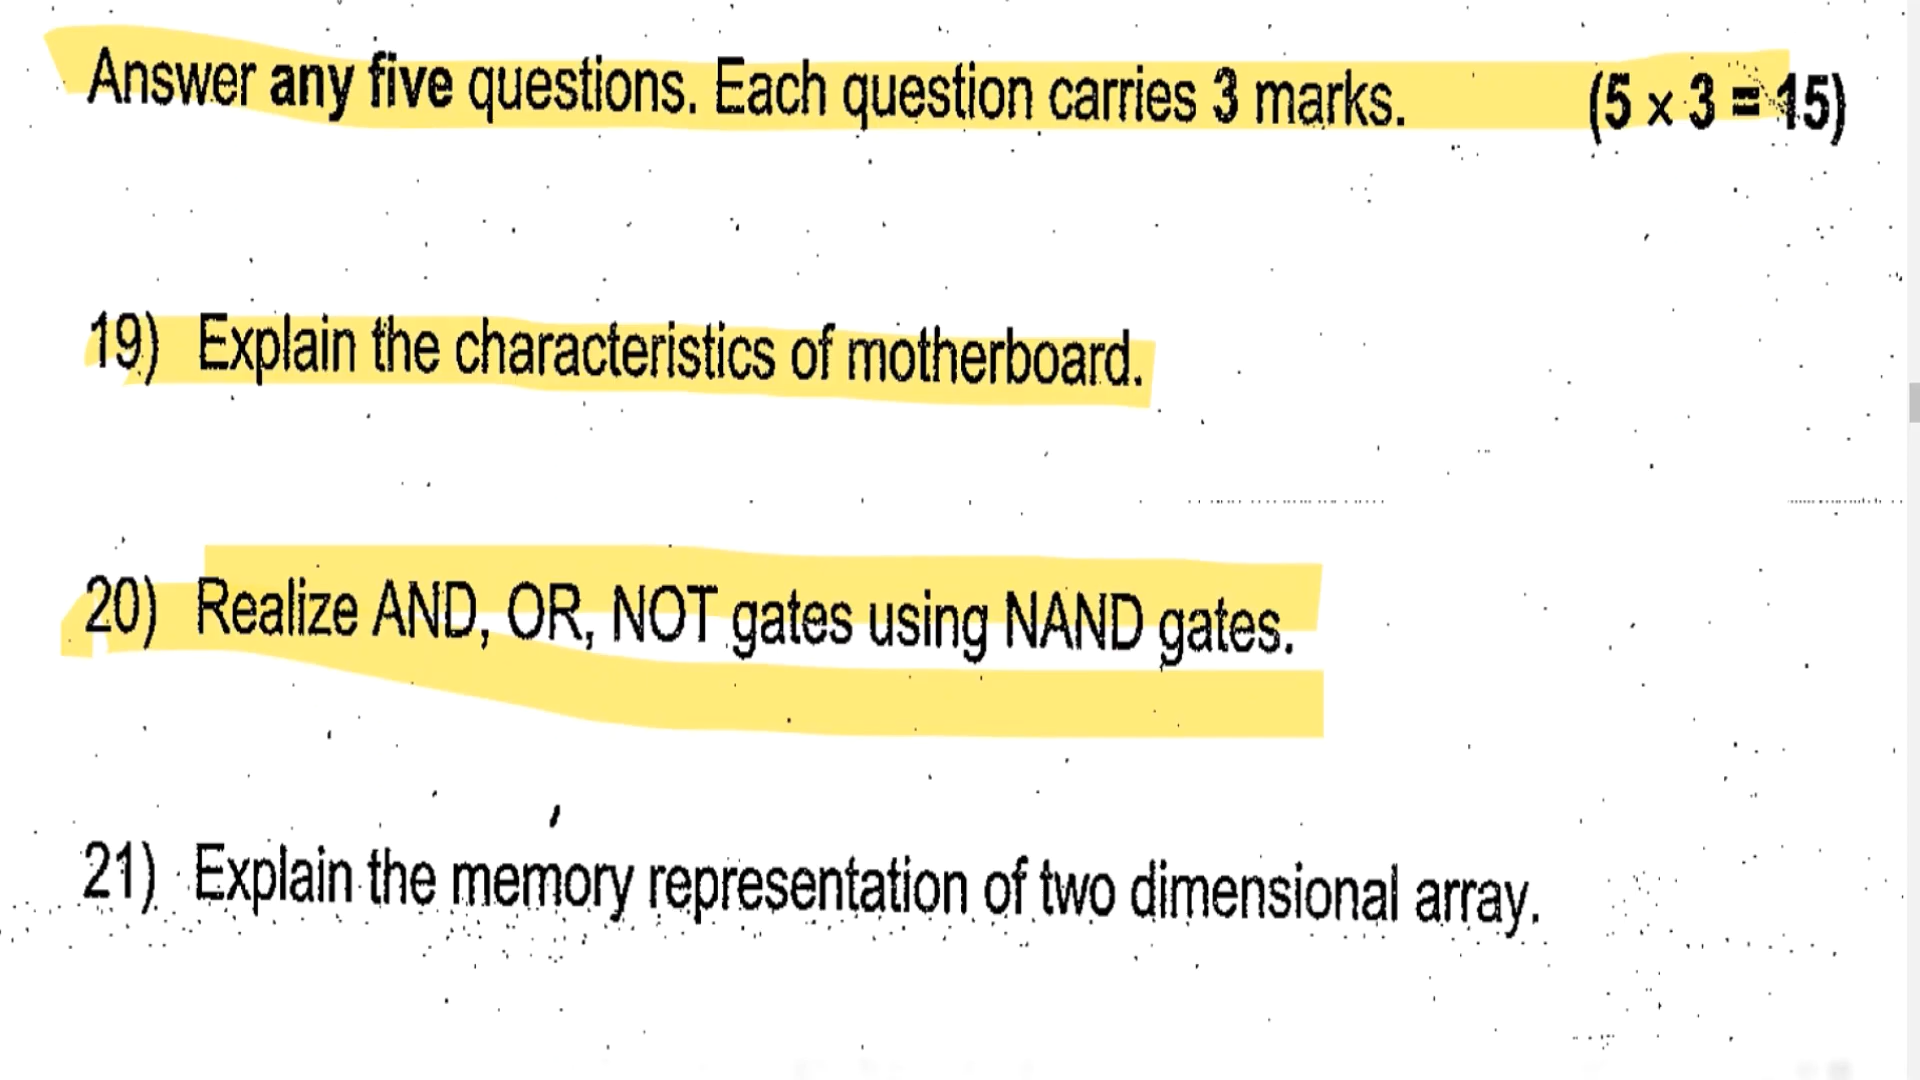 Answer any five questions. Each question carries 3 marks. (5 × 3 = 15)
19) Explain the characteristics of motherboard.
20) Realize AND, OR, NOT gates using NAND gates.
21) Explain the memory representation of two dimensional array.